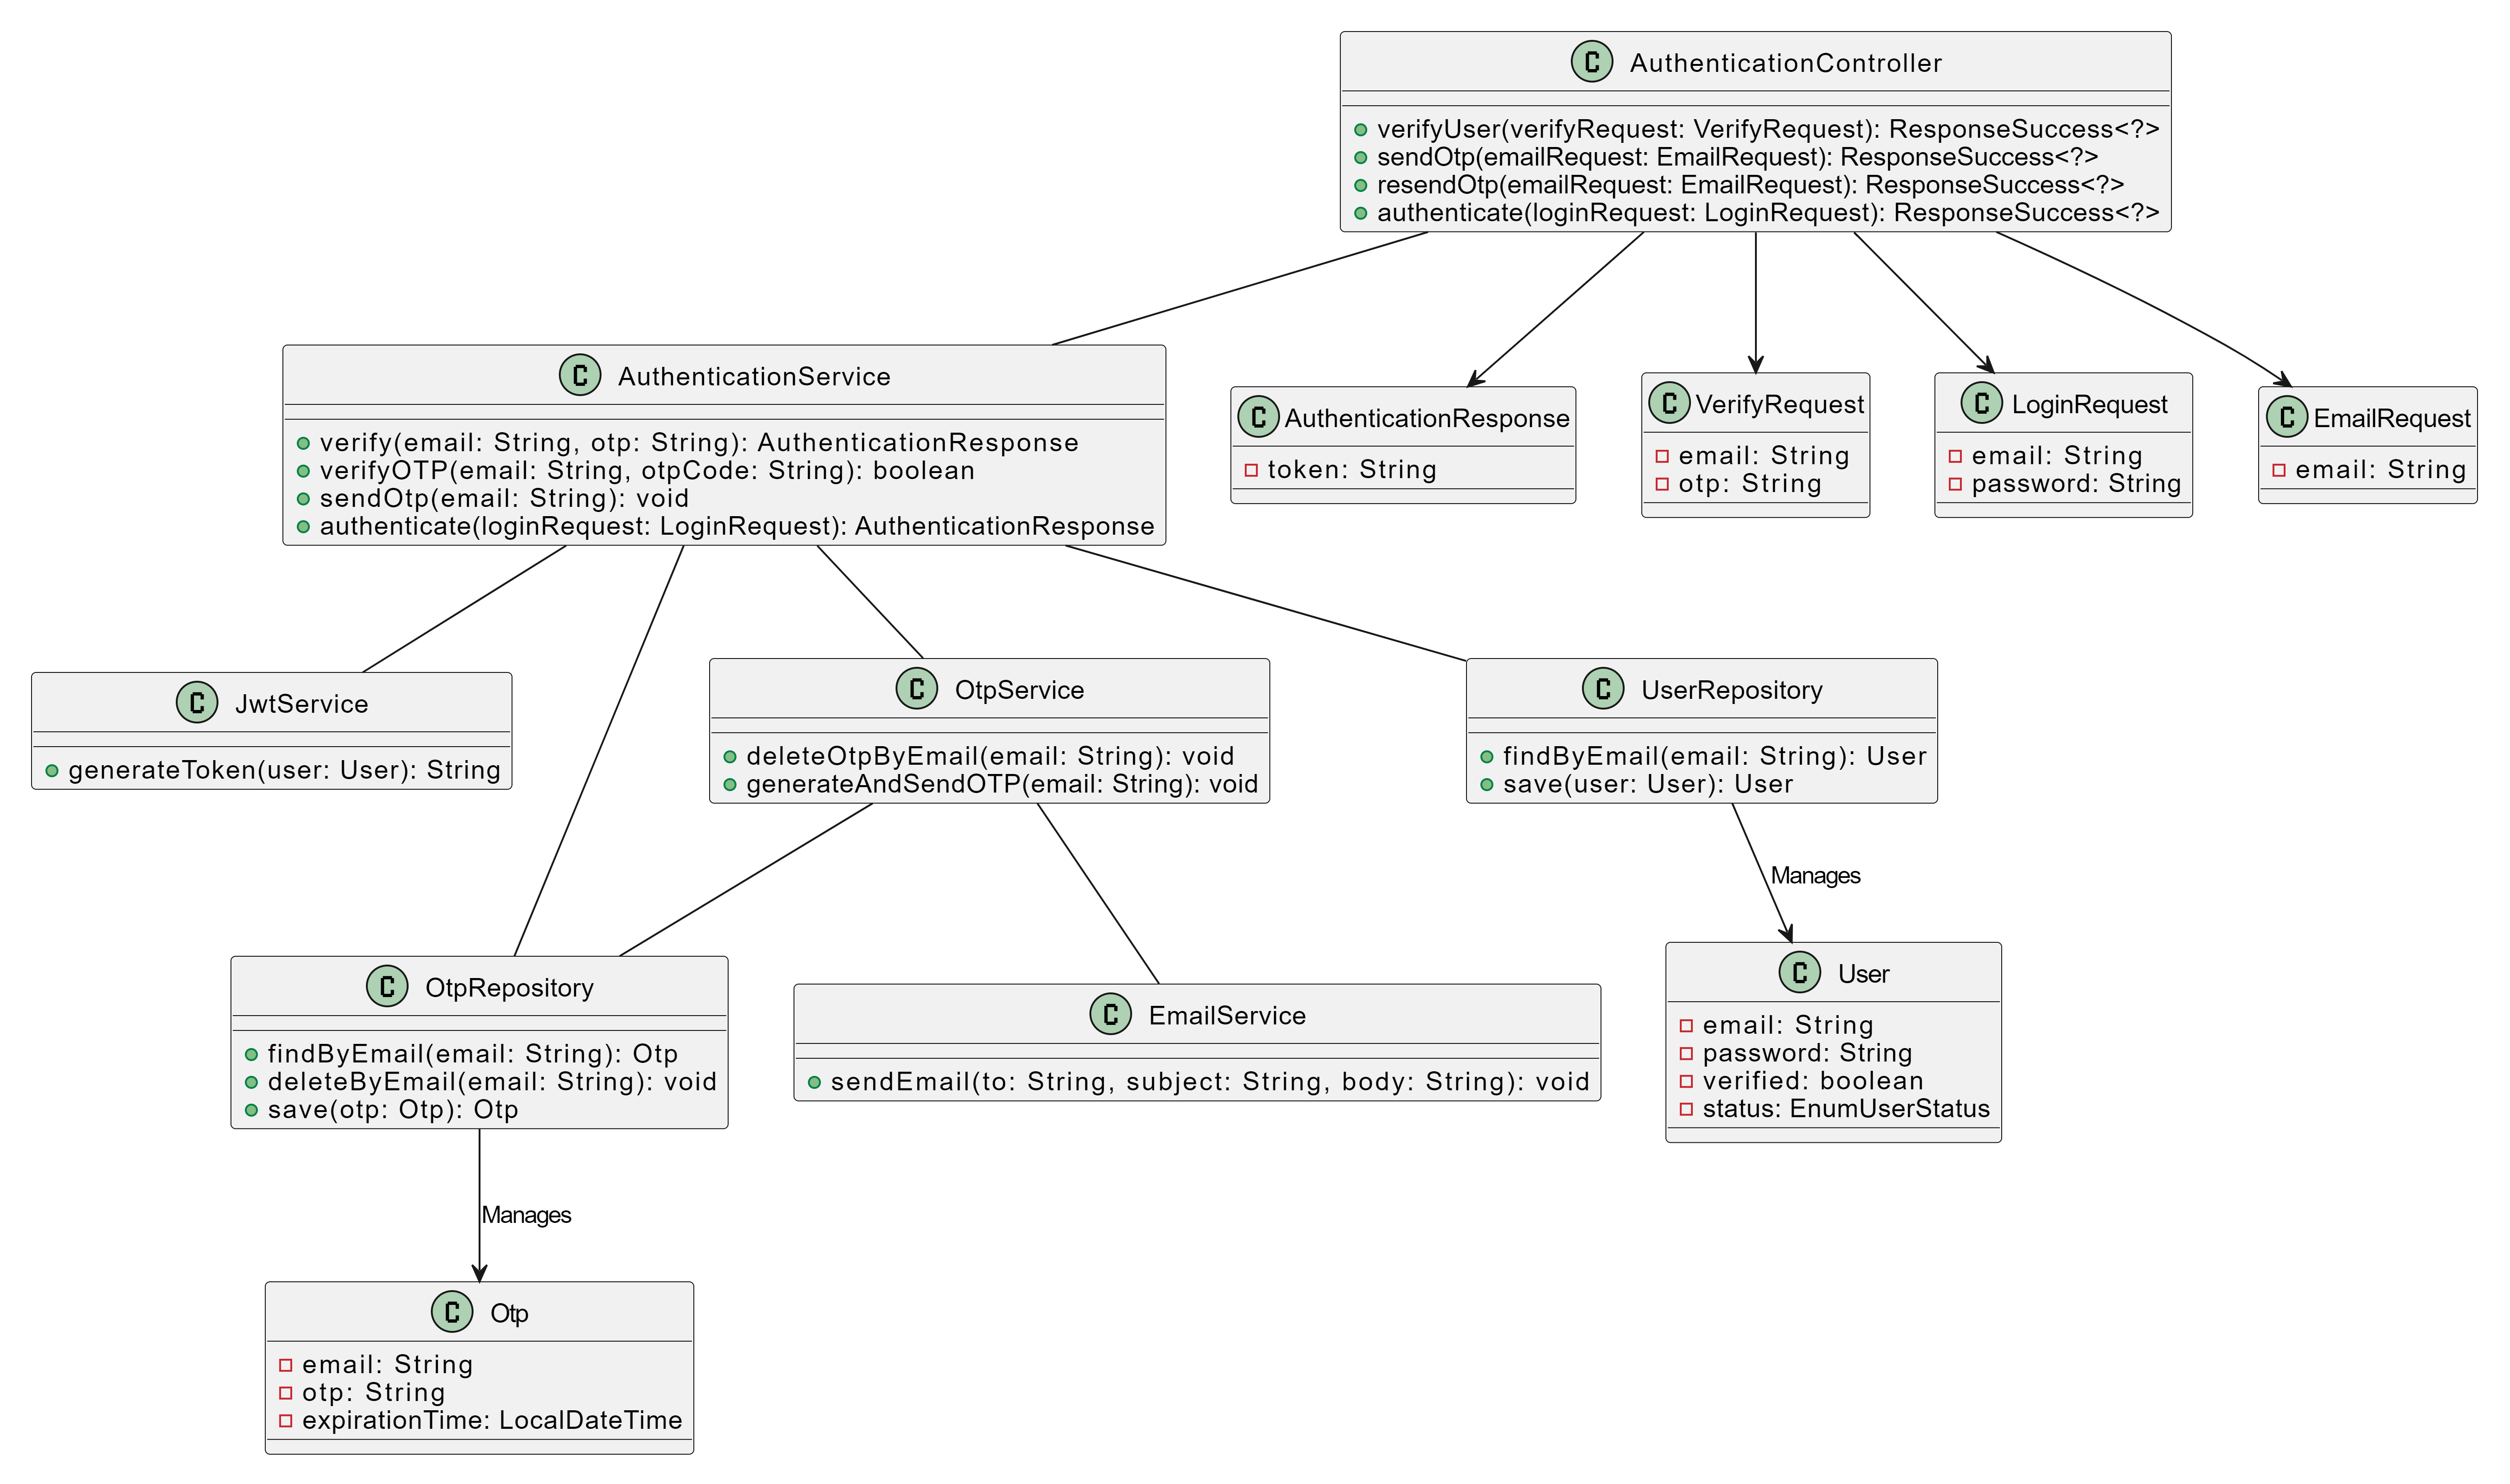 C AuthenticationController
verifyUser(verifyRequest: VerifyRequest): ResponseSuccess<?>
sendOtp(emailRequest: EmailRequest): ResponseSuccess<?>
resendOtp(emailRequest: EmailRequest): ResponseSuccess<?>
authenticate(loginRequest: LoginRequest): ResponseSuccess<?>
C AuthenticationService
verify(email: String, otp: String): AuthenticationResponse
verifyOTP(email: String, otpCode: String): boolean
sendOtp(email: String): void
authenticate(loginRequest: LoginRequest): AuthenticationResponse
C AuthenticationResponse
token: String
C VerifyRequest
email: String
otp: String
C LoginRequest
email: String
password: String
C EmailRequest
email: String
C JwtService
generateToken(user: User): String
C OtpService
deleteOtpByEmail(email: String): void
generateAndSendOTP(email: String): void
C UserRepository
findByEmail(email: String): User
save(user: User): User
Manages
C OtpRepository
findByEmail(email: String): Otp
deleteByEmail(email: String): void
save(otp: Otp): Otp
C EmailService
sendEmail(to: String, subject: String, body: String): void
C User
email: String
password: String
verified: boolean
status: EnumUserStatus
Manages
C Otp
email: String
otp: String
expirationTime: LocalDateTime